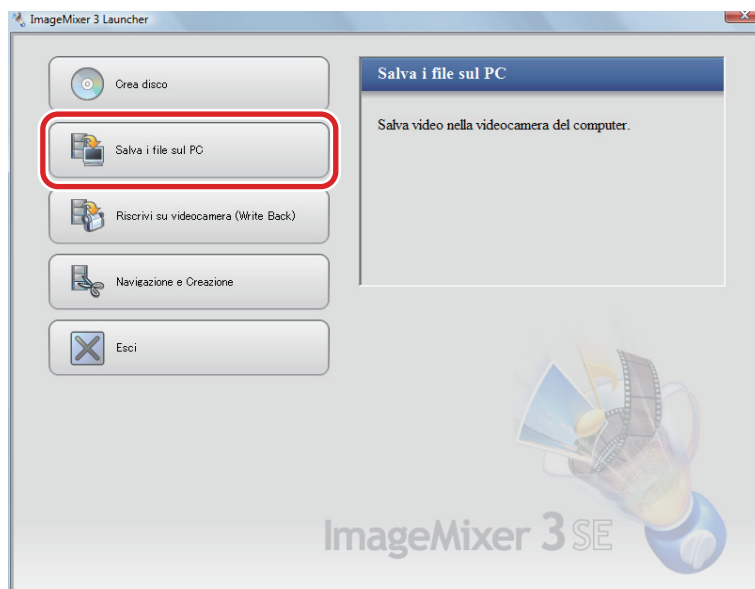 ImageMixer 3 Launcher
Crea disco
Salva i file sul PC
Riscrivi su videocamera (Write Back)
Navigazione e Creazione
Esci
Salva i file sul PC
Salva video nella videocamera del computer.
ImageMixer 3 SE